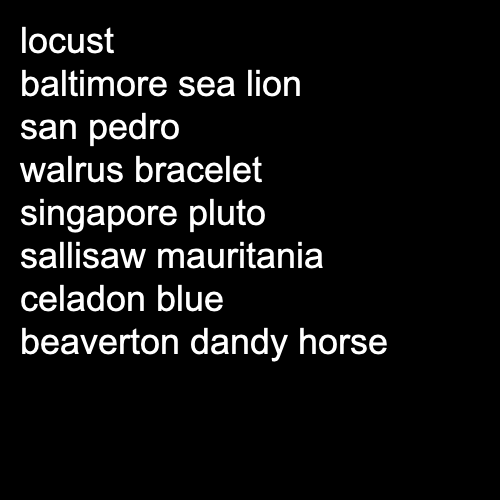 locust
baltimore sea lion
san pedro
walrus bracelet
singapore pluto
sallisaw mauritania
celadon blue
beaverton dandy horse